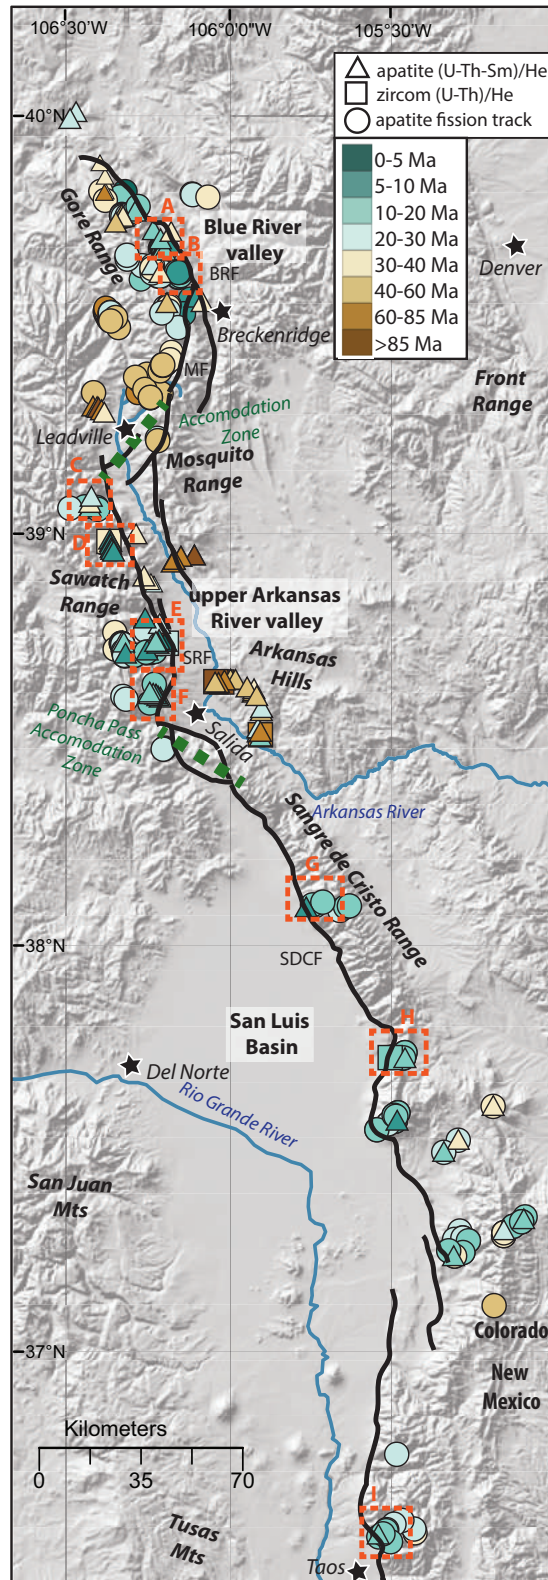 106°30'W
106°00'W
105°30'W
apatite (U-Th-Sm)/He
zircom (U-Th)/He
apatite fission track
40°N
0-5 Ma
5-10 Ma
10-20 Ma
20-30 Ma
30-40 Ma
40-60 Ma
60-85 Ma
>85 Ma
Gore Range
A
B
Blue River
valley
BRF
Denver
Breckenridge
MF
Front
Range
Leadville
Accomodation
Zone
Mosquito
Range
C
39°N
D
Sawatch
Range
upper Arkansas
River valley
E
SRF
Arkansas
Hills
F
Poncha Pass
Accomodation
Zone
Salida
Arkansas River
Sangre de Cristo Range
G
38°N
SDCF
San Luis
Basin
H
Del Norte
Rio Grande River
San Juan
Mts
37°N
Colorado
New
Mexico
Kilometers
0
35
70
I
Tusas
Mts
Taos